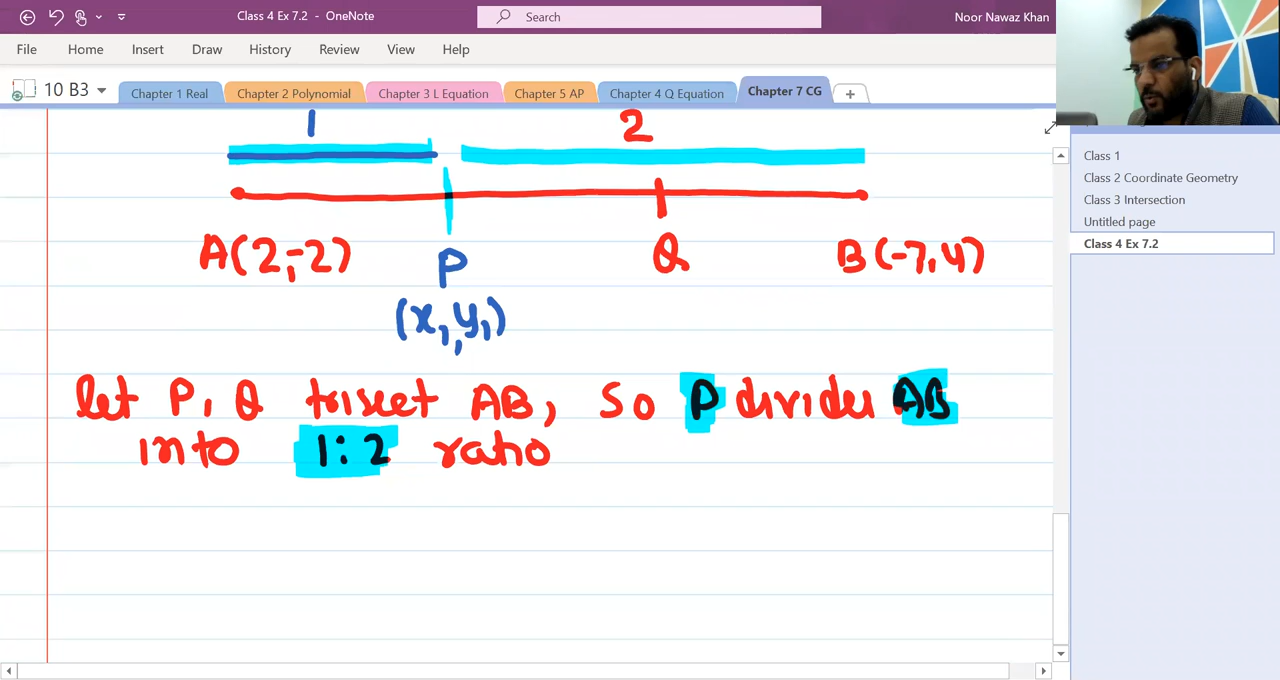 Class 4 Ex 7.2 - OneNote
Search
Noor Nawaz Khan
File Home Insert Draw History Review View Help
10 B3
Chapter 1 Real
Chapter 2 Polynomial
Chapter 3 L Equation
Chapter 5 AP
Chapter 4 Q Equation
Chapter 7 CG
Class 1
Class 2 Coordinate Geometry
Class 3 Intersection
Untitled page
Class 4 Ex 7.2
1 2
A(2,-2) P Q B(-7,4)
(x₁,y₁)
let P, Q trisect AB, So P divides AB
into 1:2 ratio